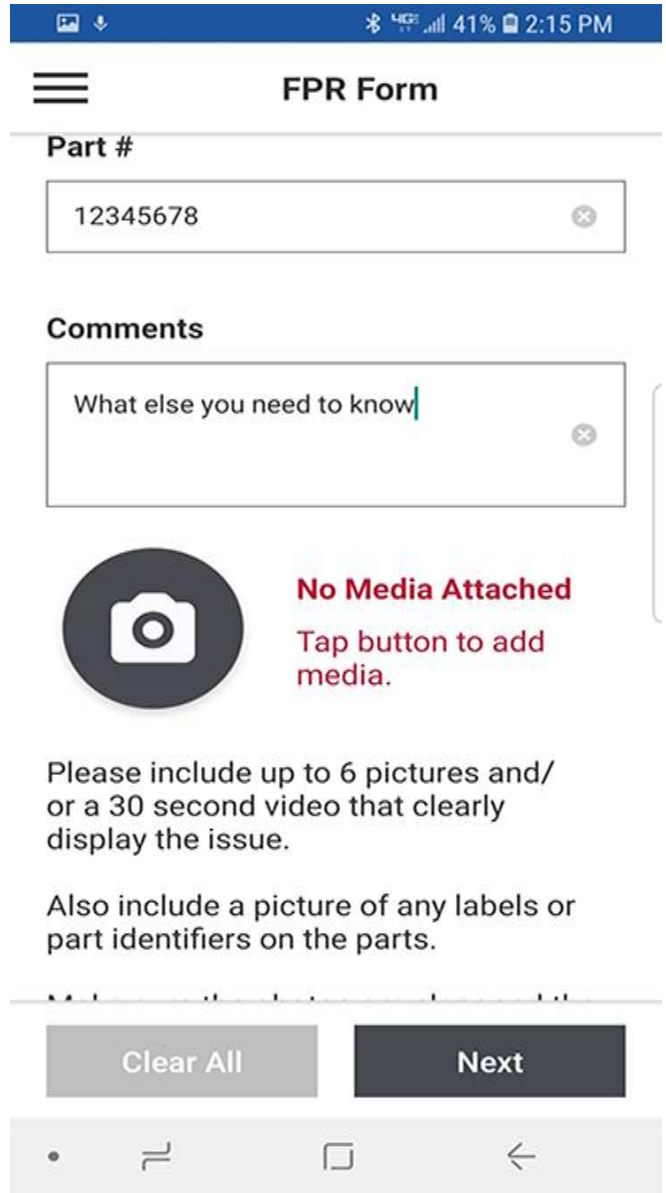 4G 41% 2:15 PM
FPR Form
Part #
12345678
Comments
What else you need to know
No Media Attached
Tap button to add
media.
Please include up to 6 pictures and/
or a 30 second video that clearly
display the issue.
Also include a picture of any labels or
part identifiers on the parts.
Clear All
Next